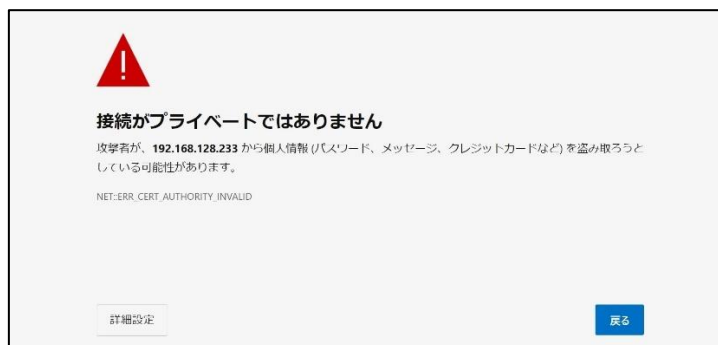 接続がプライベートではありません
攻撃者が、192.168.128.233 から個人情報 (パスワード、メッセージ、クレジットカードなど) を盗み取ろうと
している可能性があります。
NET::ERR_CERT_AUTHORITY_INVALID
詳細設定
戻る